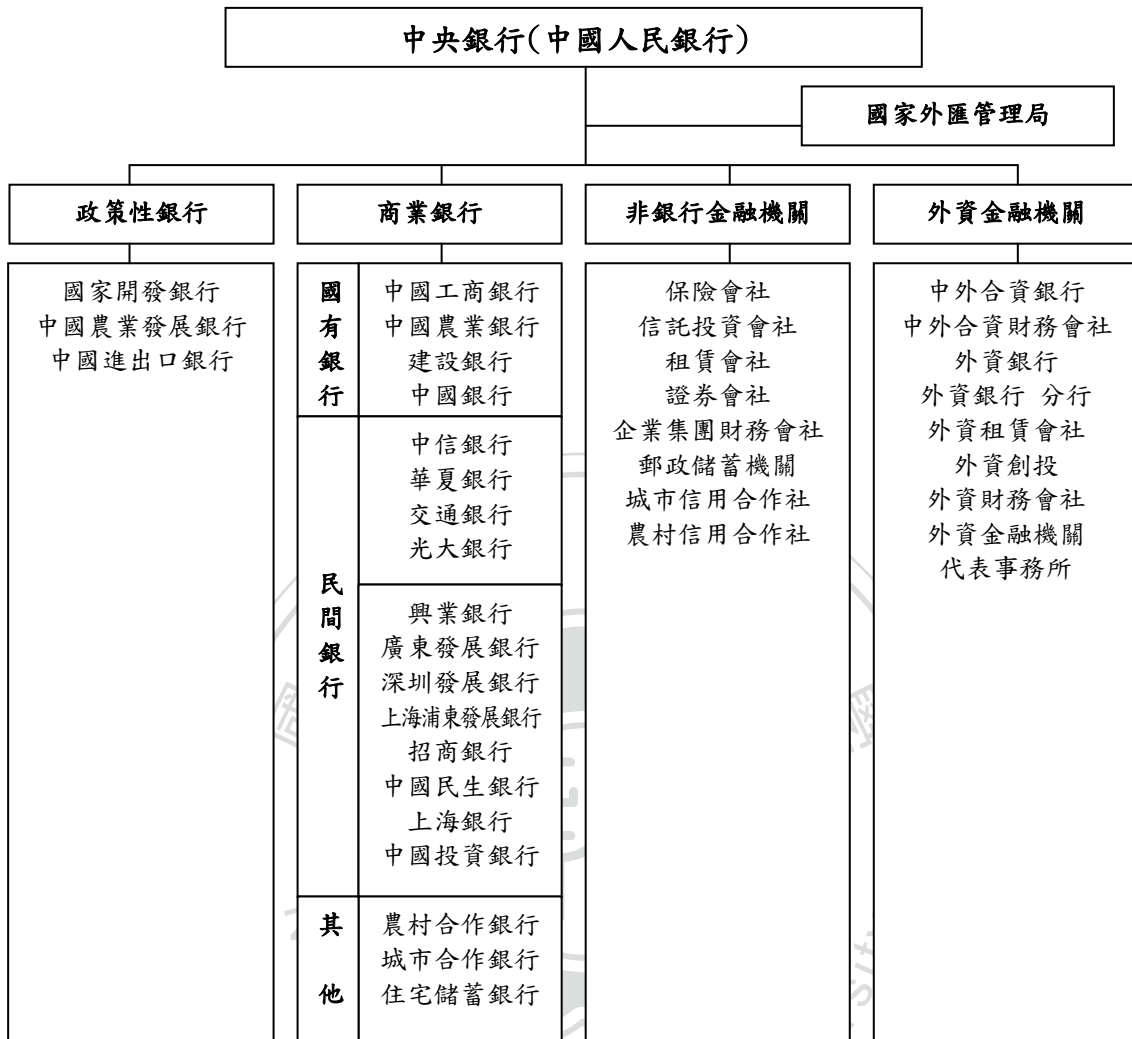 中央銀行(中國人民銀行)
國家外匯管理局
政策性銀行
國家開發銀行
中國農業發展銀行
中國進出口銀行
商業銀行
國有銀行
中國工商銀行
中國農業銀行
建設銀行
中國銀行
民間銀行
中信銀行
華夏銀行
交通銀行
光大銀行
興業銀行
廣東發展銀行
深圳發展銀行
上海浦東發展銀行
招商銀行
中國民生銀行
上海銀行
中國投資銀行
其他
農村合作銀行
城市合作銀行
住宅儲蓄銀行
非銀行金融機關
保險會社
信託投資會社
租賃會社
證券會社
企業集團財務會社
郵政儲蓄機關
城市信用合作社
農村信用合作社
外資金融機關
中外合資銀行
中外合資財務會社
外資銀行
外資銀行 分行
外資租賃會社
外資創投
外資財務會社
外資金融機關
代表事務所